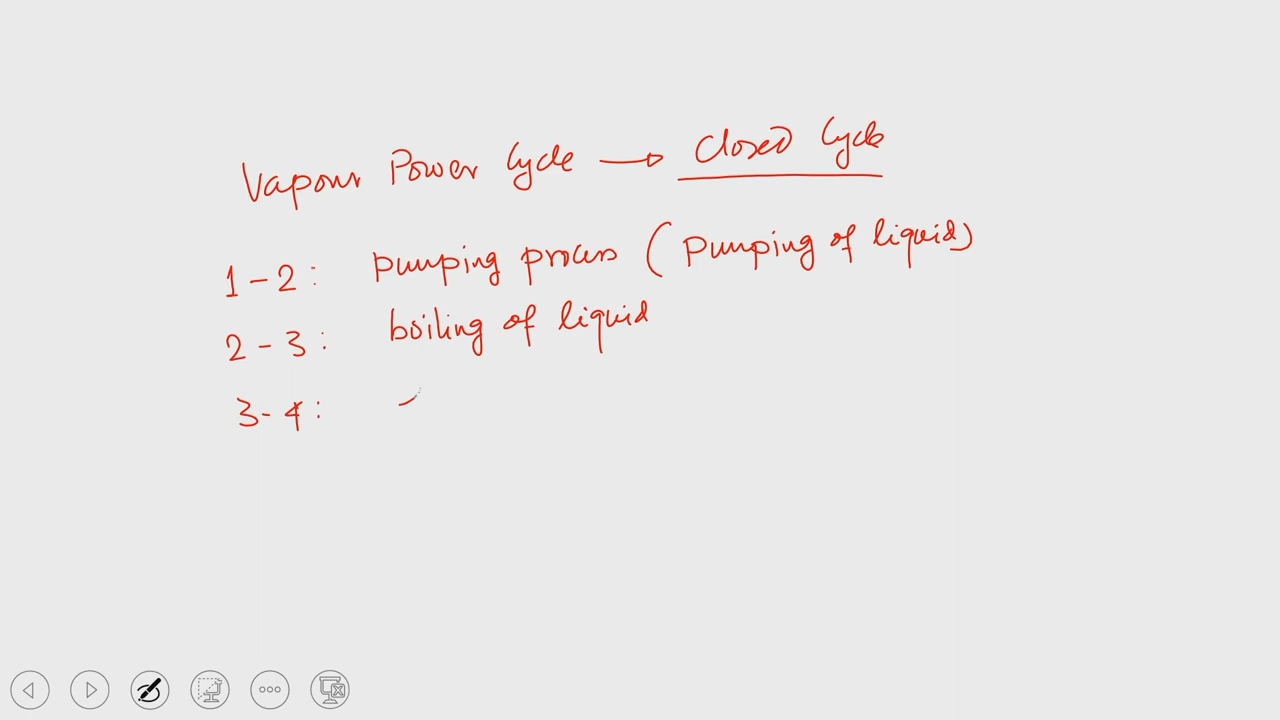 Vapour Power Cycle → Closed Cycle
1-2: Pumping process (Pumping of liquid)
2-3: boiling of liquid
3-4: